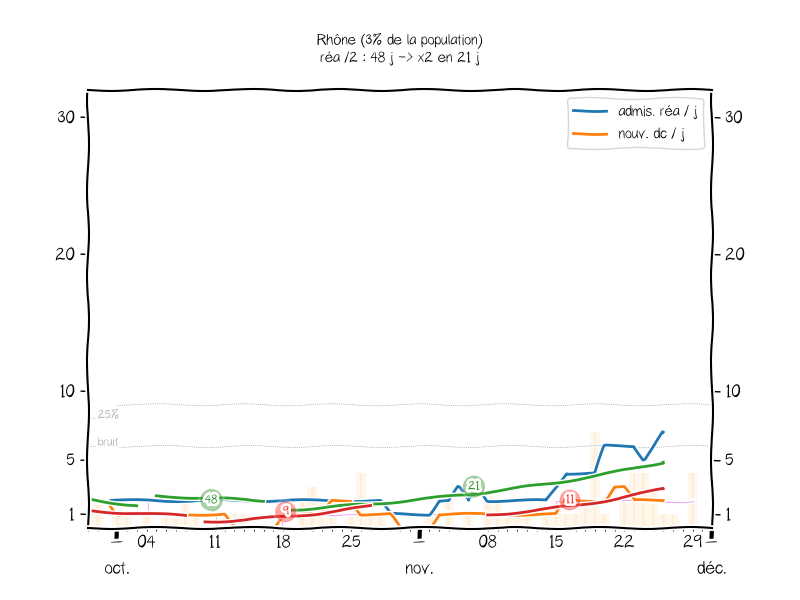 Rhône (3% de la population)
réa /2 : 48 j -> x2 en 21 j
admis. réa / j
nouv. dc / j
30
30
20
20
10
10
25%
bruit
5
5
48
9
21
11
1
1
04
11
18
25
08
15
22
29
oct.
nov.
déc.